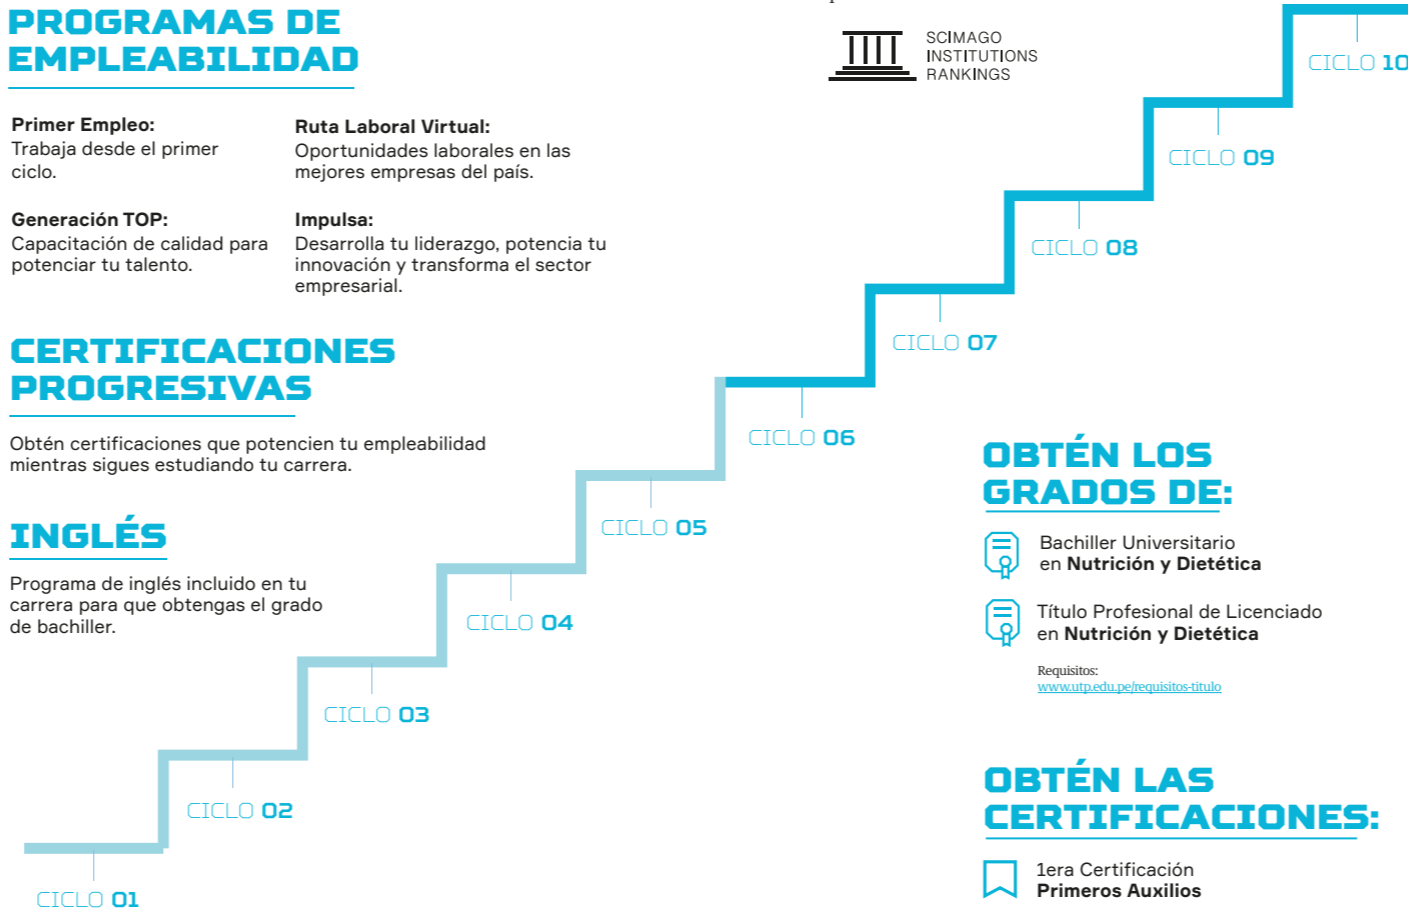 PROGRAMAS DE
EMPLEABILIDAD
Primer Empleo:
Trabaja desde el primer
ciclo.
Ruta Laboral Virtual:
Oportunidades laborales en las
mejores empresas del país.
Generación TOP:
Capacitación de calidad para
potenciar tu talento.
Impulsa:
Desarrolla tu liderazgo, potencia tu
innovación y transforma el sector
empresarial.
CERTIFICACIONES
PROGRESIVAS
Obtén certificaciones que potencien tu empleabilidad
mientras sigues estudiando tu carrera.
INGLÉS
Programa de inglés incluido en tu
carrera para que obtengas el grado
de bachiller.
SCIMAGO
INSTITUTIONS
RANKINGS
CICLO 10
CICLO 09
CICLO 08
CICLO 07
CICLO 06
CICLO 05
CICLO 04
CICLO 03
CICLO 02
CICLO 01
OBTÉN LOS
GRADOS DE:
Bachiller Universitario
en Nutrición y Dietética
Título Profesional de Licenciado
en Nutrición y Dietética
Requisitos:
www.utp.edu.pe/requisitos-titulo
OBTÉN LAS
CERTIFICACIONES:
1era Certificación
Primeros Auxilios